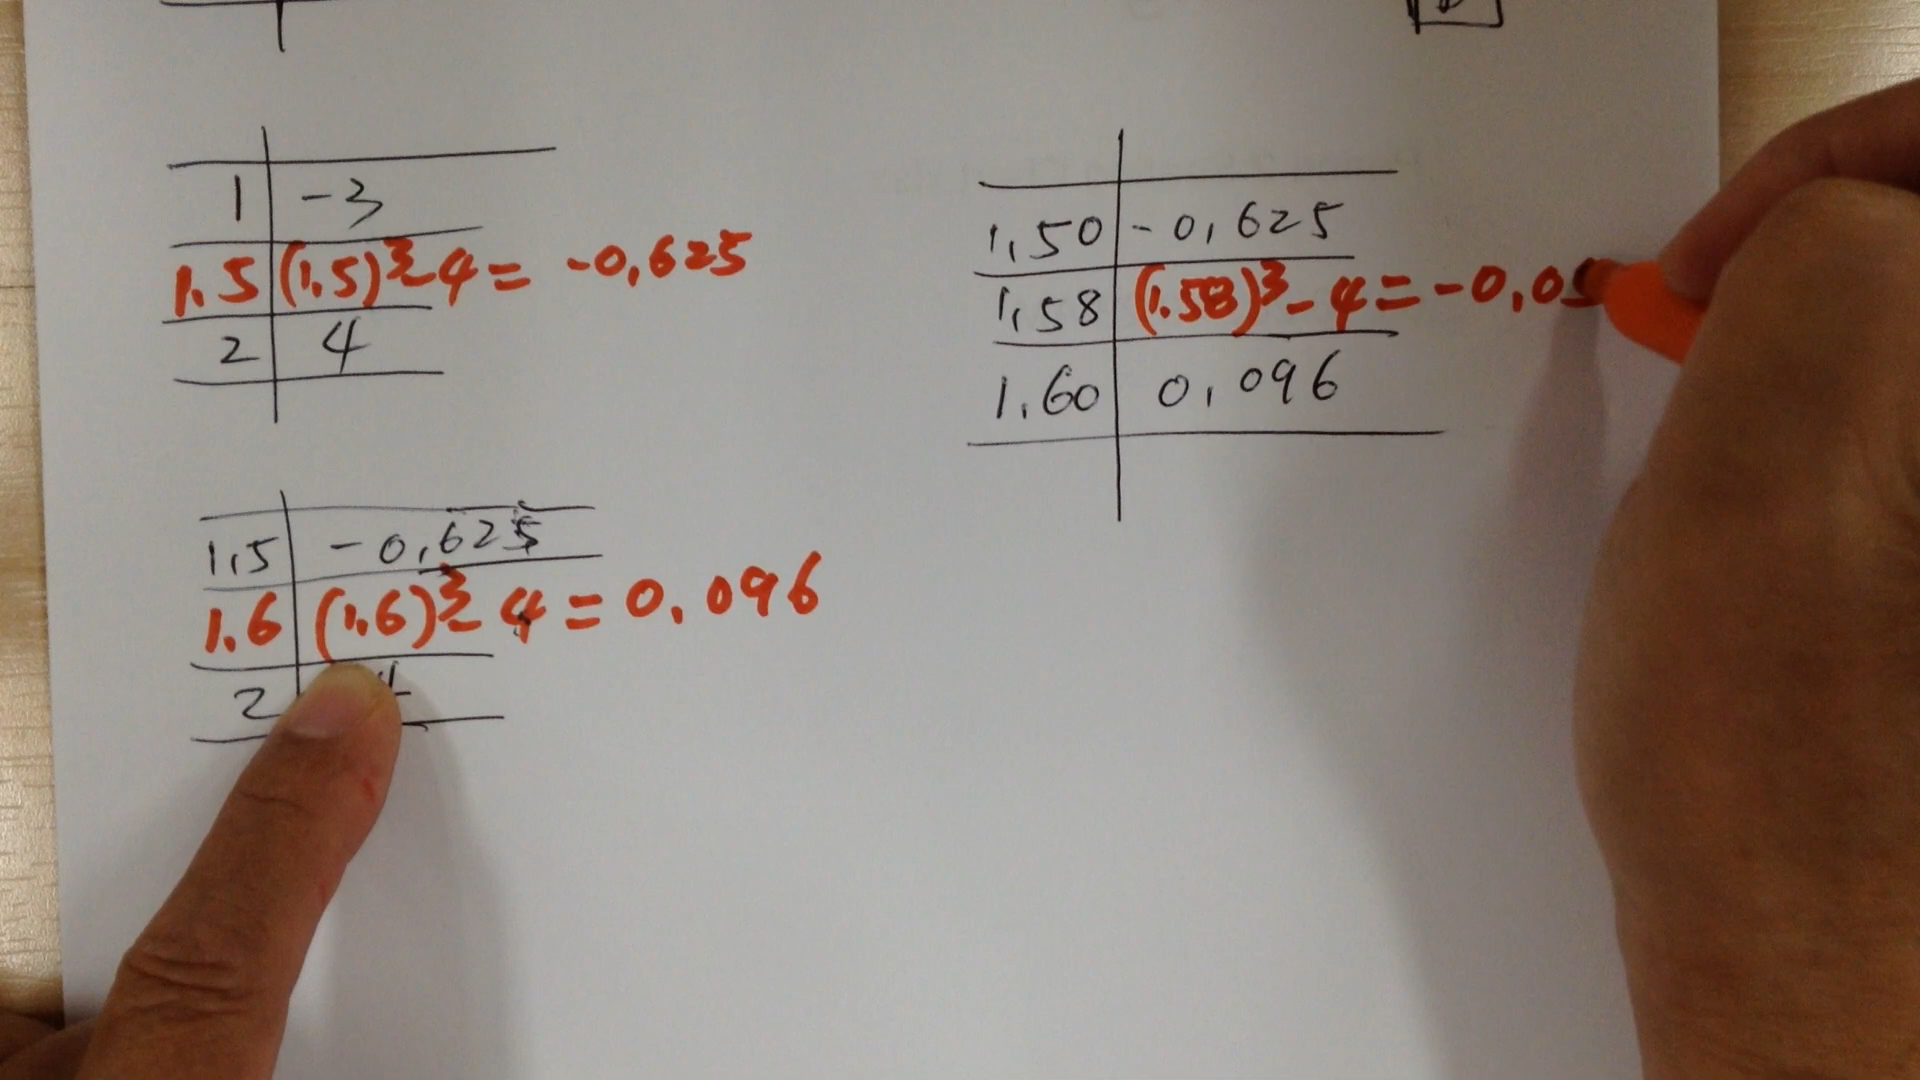 1 -3
1.5 (1.5)³-4 = -0,625
2 4
1,5 -0,625
1.6 (1.6)³-4 = 0.096
2
1,50 -0,625
1,58 (1.58)³-4 = -0,05
1.60 0,096